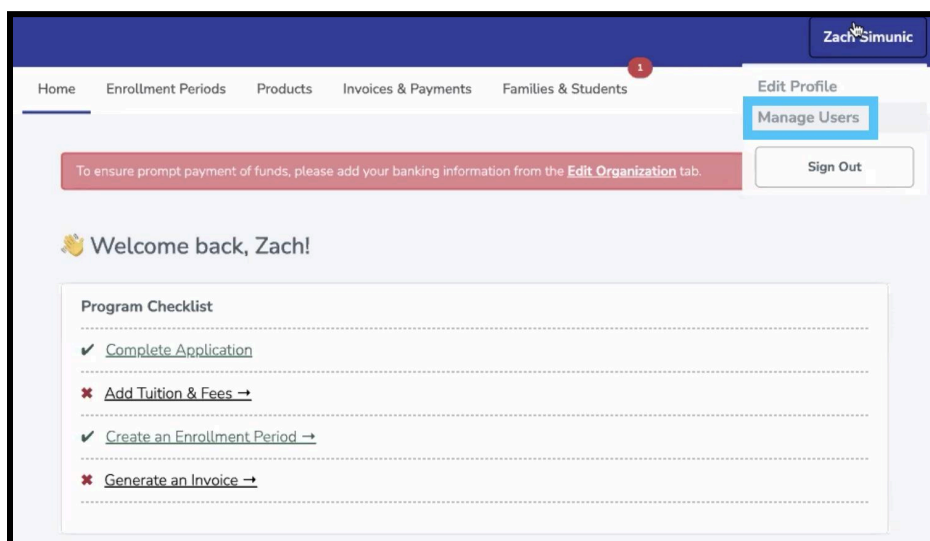 Zach Simunic
1
Home Enrollment Periods Products Invoices & Payments Families & Students
Edit Profile
Manage Users
Sign Out
To ensure prompt payment of funds, please add your banking information from the Edit Organization tab.
👋 Welcome back, Zach!
Program Checklist
✔ Complete Application
✖ Add Tuition & Fees →
✔ Create an Enrollment Period →
✖ Generate an Invoice →